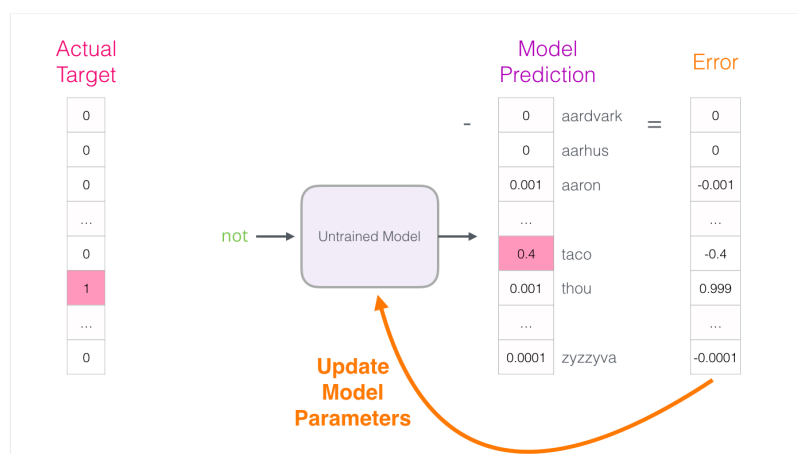 Actual
Target
0
0
0
...
0
1
...
0
not
Untrained Model
Update
Model
Parameters
-
Model
Prediction
0 aardvark
0 aarhus
0.001 aaron
...
0.4 taco
0.001 thou
...
0.0001 zyzzyva
=
Error
0
0
-0.001
...
-0.4
0.999
...
-0.0001